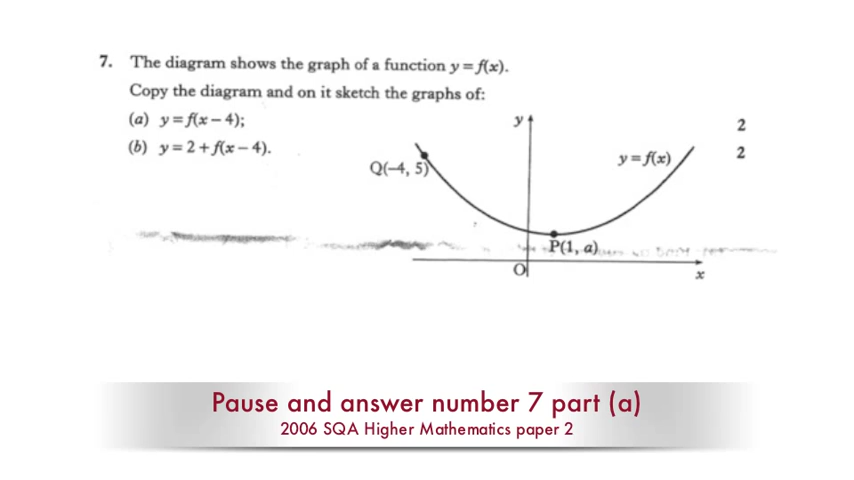 7. The diagram shows the graph of a function y = f(x).
Copy the diagram and on it sketch the graphs of:
(a) y = f(x – 4); 2
(b) y = 2 + f(x – 4). 2
y
y = f(x)
Q(–4, 5)
P(1, a)
O
x
Pause and answer number 7 part (a)
2006 SQA Higher Mathematics paper 2